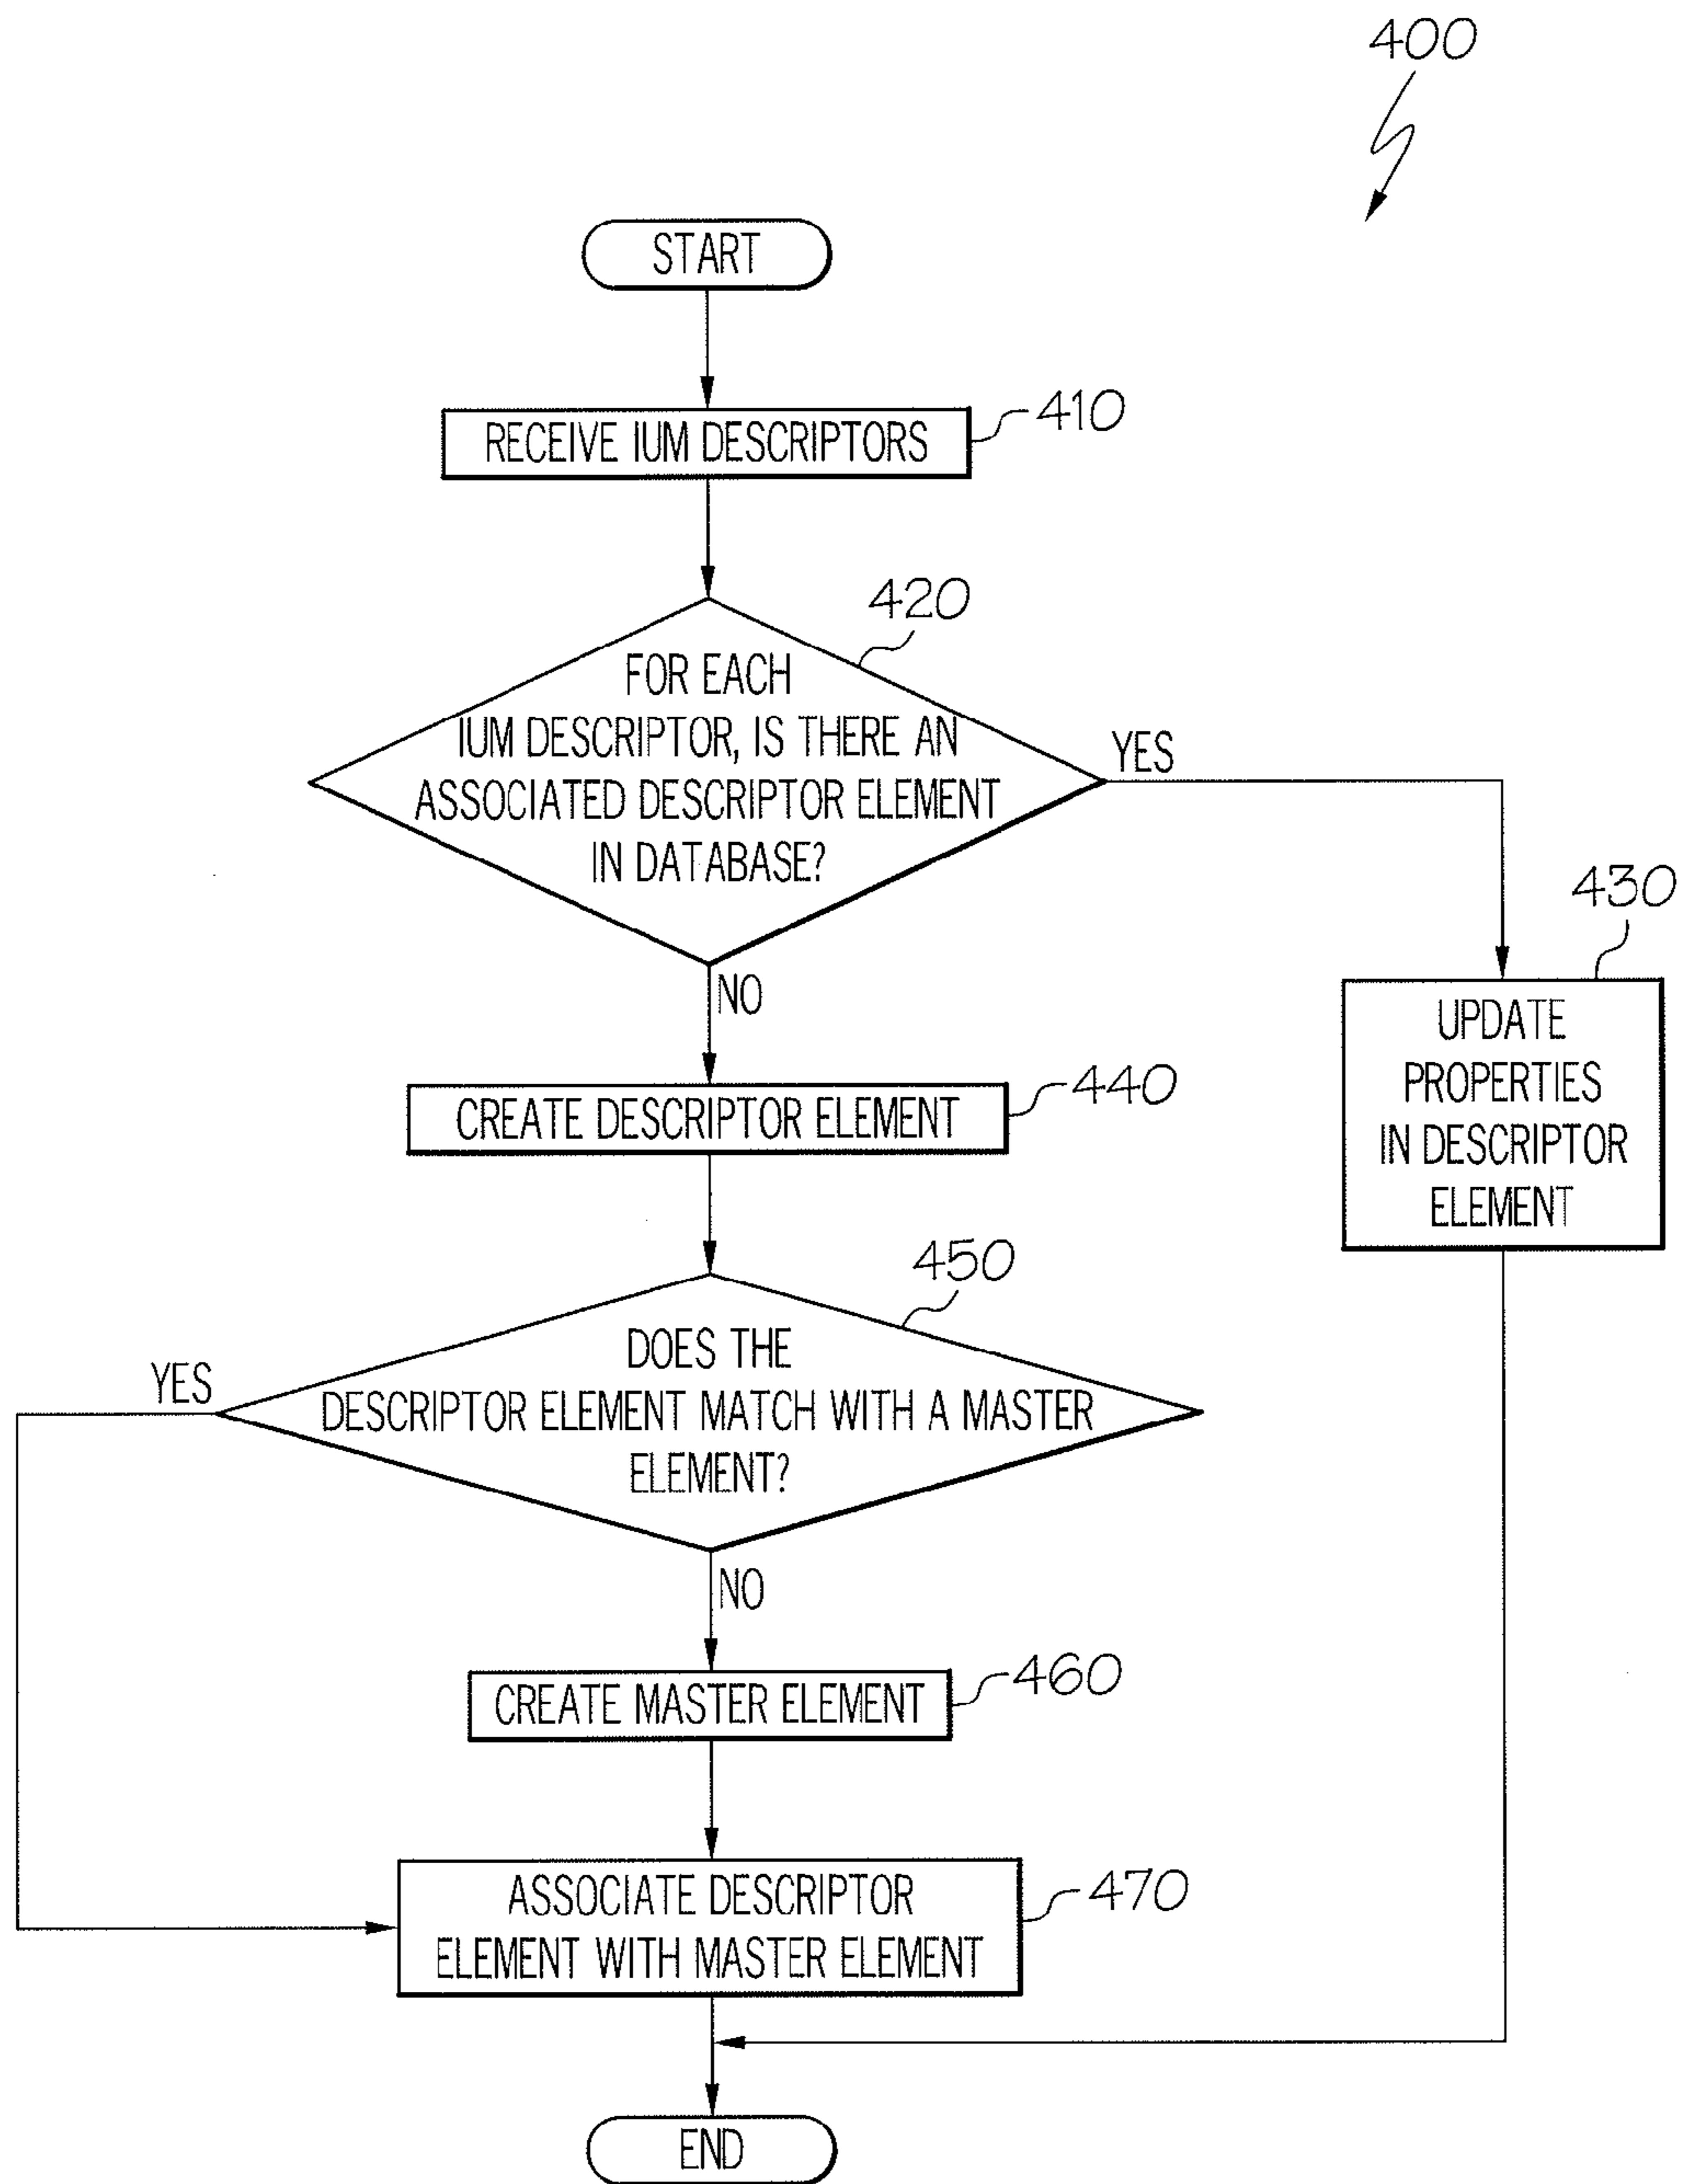 400
START
RECEIVE IUM DESCRIPTORS
410
420
FOR EACH
IUM DESCRIPTOR, IS THERE AN
ASSOCIATED DESCRIPTOR ELEMENT
IN DATABASE?
YES
NO
430
UPDATE
PROPERTIES
IN DESCRIPTOR
ELEMENT
CREATE DESCRIPTOR ELEMENT
440
450
DOES THE
DESCRIPTOR ELEMENT MATCH WITH A MASTER
ELEMENT?
YES
NO
CREATE MASTER ELEMENT
460
ASSOCIATE DESCRIPTOR
ELEMENT WITH MASTER ELEMENT
470
END